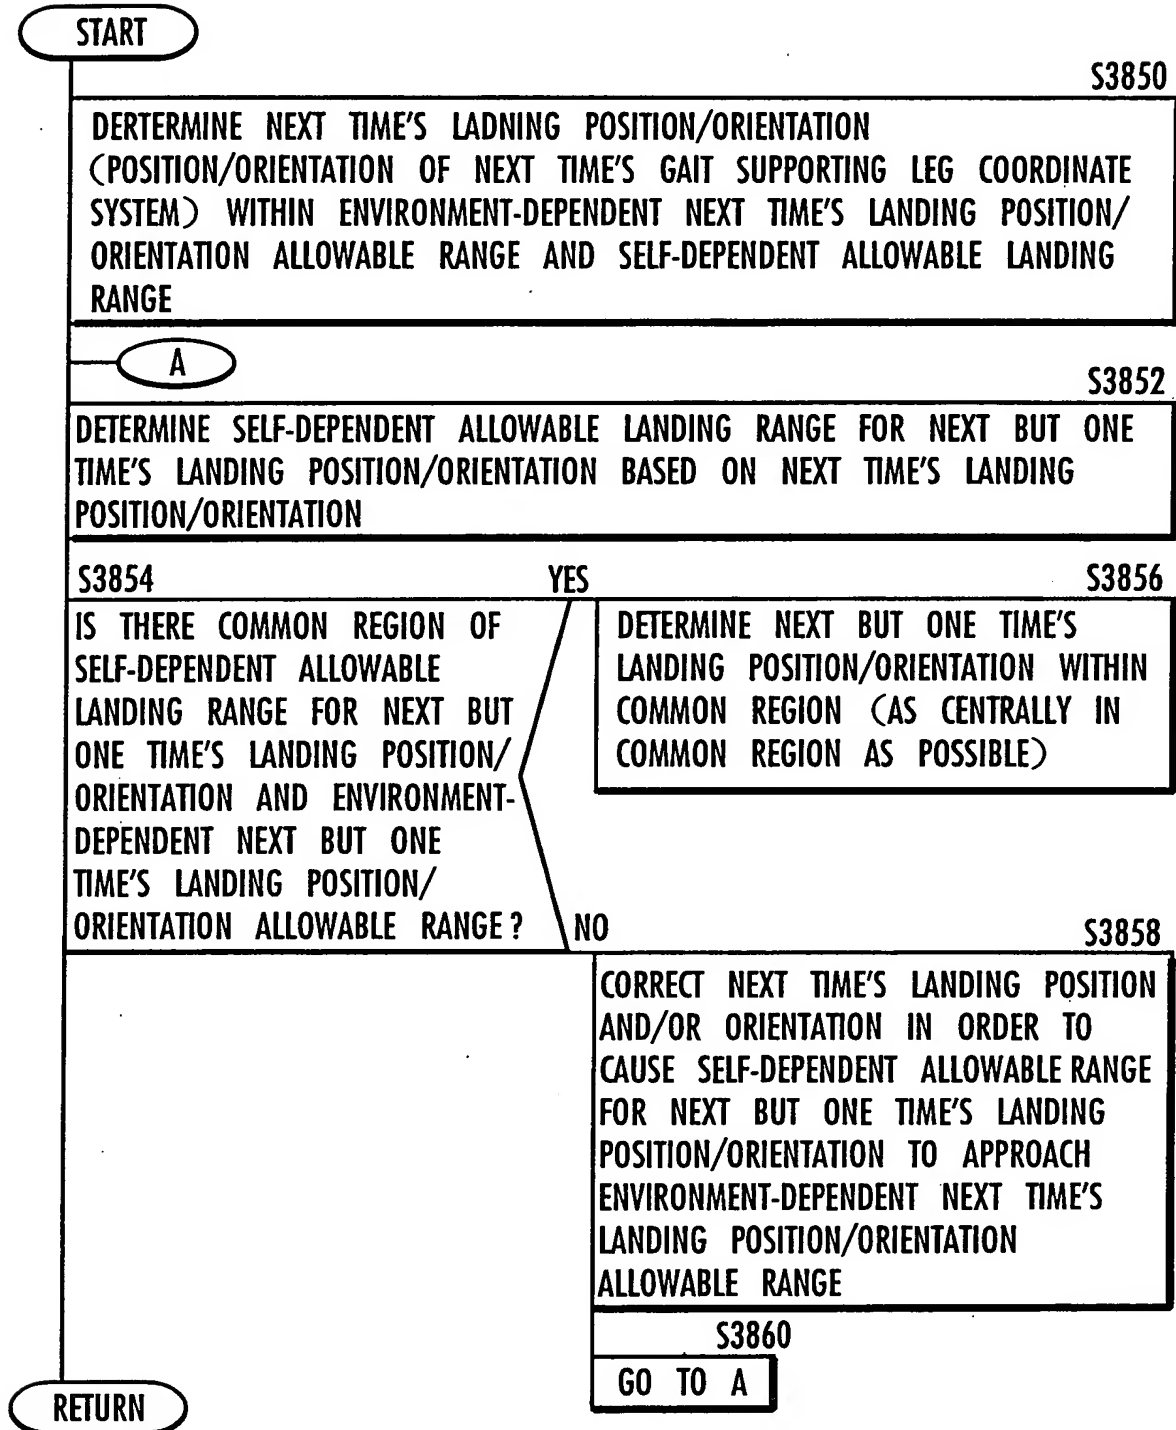 START
S3850
DERTERMINE NEXT TIME'S LADNING POSITION/ORIENTATION
(POSITION/ORIENTATION OF NEXT TIME'S GAIT SUPPORTING LEG COORDINATE
SYSTEM) WITHIN ENVIRONMENT-DEPENDENT NEXT TIME'S LANDING POSITION/
ORIENTATION ALLOWABLE RANGE AND SELF-DEPENDENT ALLOWABLE LANDING
RANGE
A
S3852
DETERMINE SELF-DEPENDENT ALLOWABLE LANDING RANGE FOR NEXT BUT ONE
TIME'S LANDING POSITION/ORIENTATION BASED ON NEXT TIME'S LANDING
POSITION/ORIENTATION
S3854
IS THERE COMMON REGION OF
SELF-DEPENDENT ALLOWABLE
LANDING RANGE FOR NEXT BUT
ONE TIME'S LANDING POSITION/
ORIENTATION AND ENVIRONMENT-
DEPENDENT NEXT BUT ONE
TIME'S LANDING POSITION/
ORIENTATION ALLOWABLE RANGE?
YES
S3856
DETERMINE NEXT BUT ONE TIME'S
LANDING POSITION/ORIENTATION WITHIN
COMMON REGION (AS CENTRALLY IN
COMMON REGION AS POSSIBLE)
NO
S3858
CORRECT NEXT TIME'S LANDING POSITION
AND/OR ORIENTATION IN ORDER TO
CAUSE SELF-DEPENDENT ALLOWABLE RANGE
FOR NEXT BUT ONE TIME'S LANDING
POSITION/ORIENTATION TO APPROACH
ENVIRONMENT-DEPENDENT NEXT TIME'S
LANDING POSITION/ORIENTATION
ALLOWABLE RANGE
S3860
GO TO A
RETURN